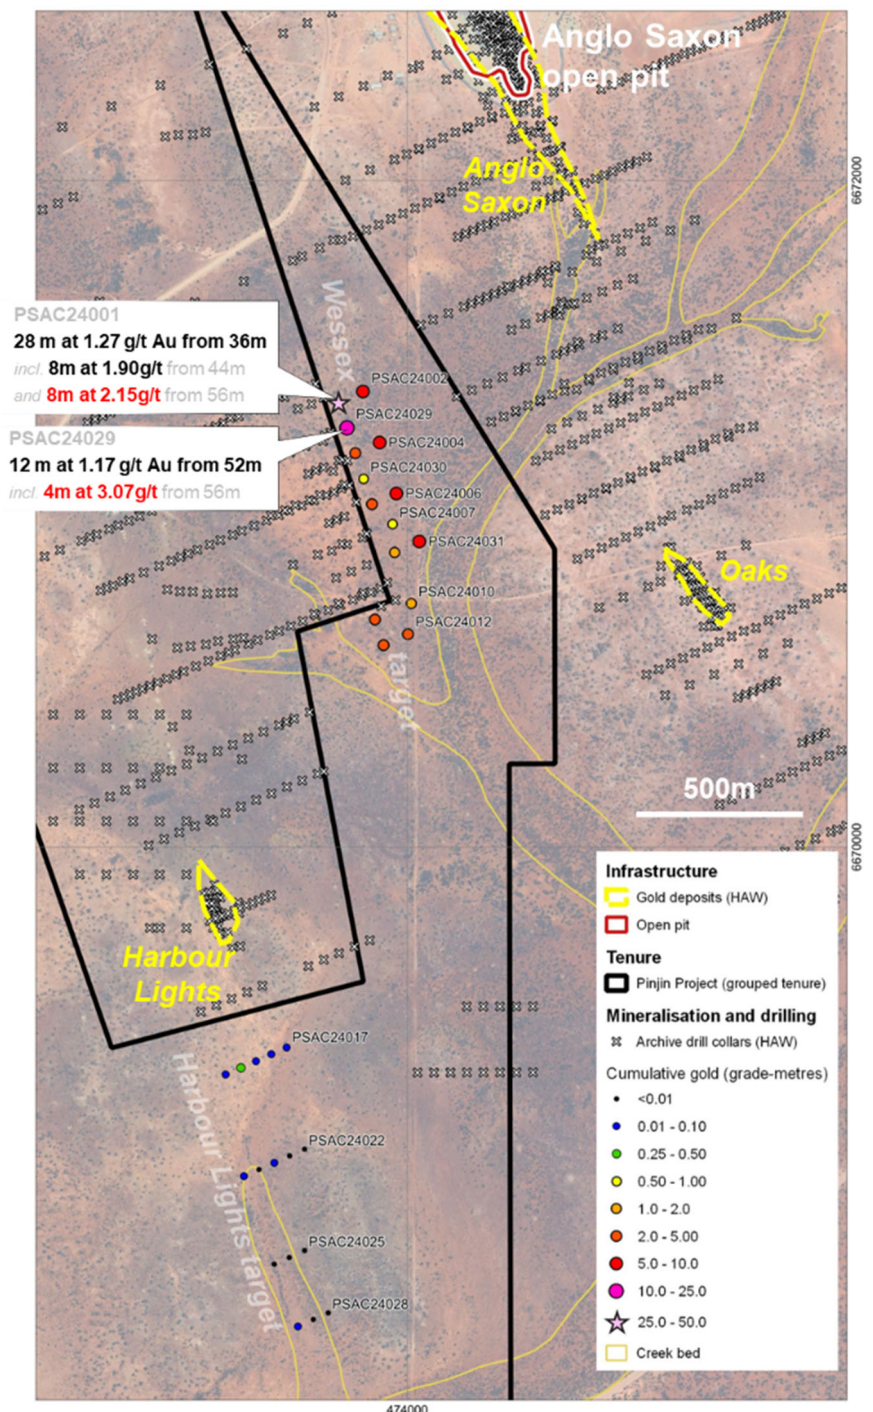 Anglo Saxon
open pit
6672000
Anglo
Saxon
Wessex
PSAC24001
28 m at 1.27 g/t Au from 36m
incl. 8m at 1.90g/t from 44m
and 8m at 2.15g/t from 56m
PSAC24002
PSAC24029
PSAC24029
12 m at 1.17 g/t Au from 52m
incl. 4m at 3.07g/t from 56m
PSAC24004
PSAC24030
PSAC24006
PSAC24007
PSAC24031
Oaks
PSAC24010
PSAC24012
target
500m
6670000
Harbour
Lights
PSAC24017
Harbour Lights target
PSAC24022
PSAC24025
PSAC24028
Infrastructure
Gold deposits (HAW)
Open pit
Tenure
Pinjin Project (grouped tenure)
Mineralisation and drilling
Archive drill collars (HAW)
Cumulative gold (grade-metres)
<0.01
0.01 - 0.10
0.25 - 0.50
0.50 - 1.00
1.0 - 2.0
2.0 - 5.00
5.0 - 10.0
10.0 - 25.0
25.0 - 50.0
Creek bed
474000